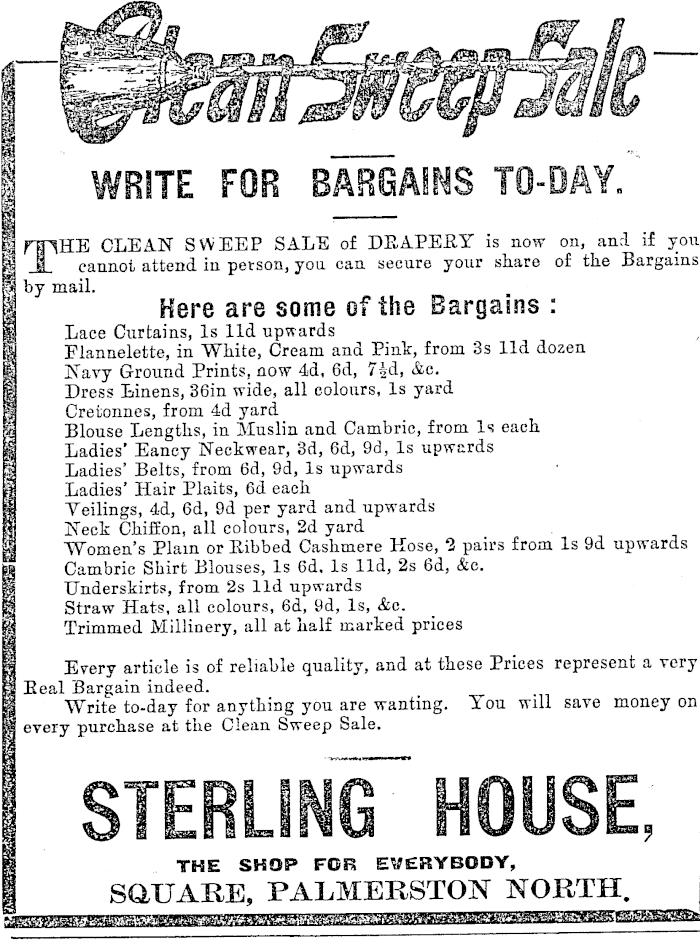 Clean Sweep Sale
WRITE FOR BARGAINS TO-DAY.
THE CLEAN SWEEP SALE of DRAPERY is now on, and if you
cannot attend in person, you can secure your share of the Bargains
by mail.
Here are some of the Bargains :
Lace Curtains, 1s 11d upwards
Flannelette, in White, Cream and Pink, from 3s 11d dozen
Navy Ground Prints, now 4d, 6d, 7½d, &c.
Dress Linens, 36in wide, all colours, 1s yard
Cretonnes, from 4d yard
Blouse Lengths, in Muslin and Cambric, from 1s each
Ladies' Eancy Neckwear, 3d, 6d, 9d, 1s upwards
Ladies' Belts, from 6d, 9d, 1s upwards
Ladies' Hair Plaits, 6d each
Veilings, 4d, 6d, 9d per yard and upwards
Neck Chiffon, all colours, 2d yard
Women's Plain or Ribbed Cashmere Hose, 2 pairs from 1s 9d upwards
Cambric Shirt Blouses, 1s 6d. 1s 11d, 2s 6d, &c.
Underskirts, from 2s 11d upwards
Straw Hats, all colours, 6d, 9d, 1s, &c.
Trimmed Millinery, all at half marked prices
Every article is of reliable quality, and at these Prices represent a very
Real Bargain indeed.
Write to-day for anything you are wanting. You will save money on
every purchase at the Clean Sweep Sale.
STERLING HOUSE,
THE SHOP FOR EVERYBODY,
SQUARE, PALMERSTON NORTH.